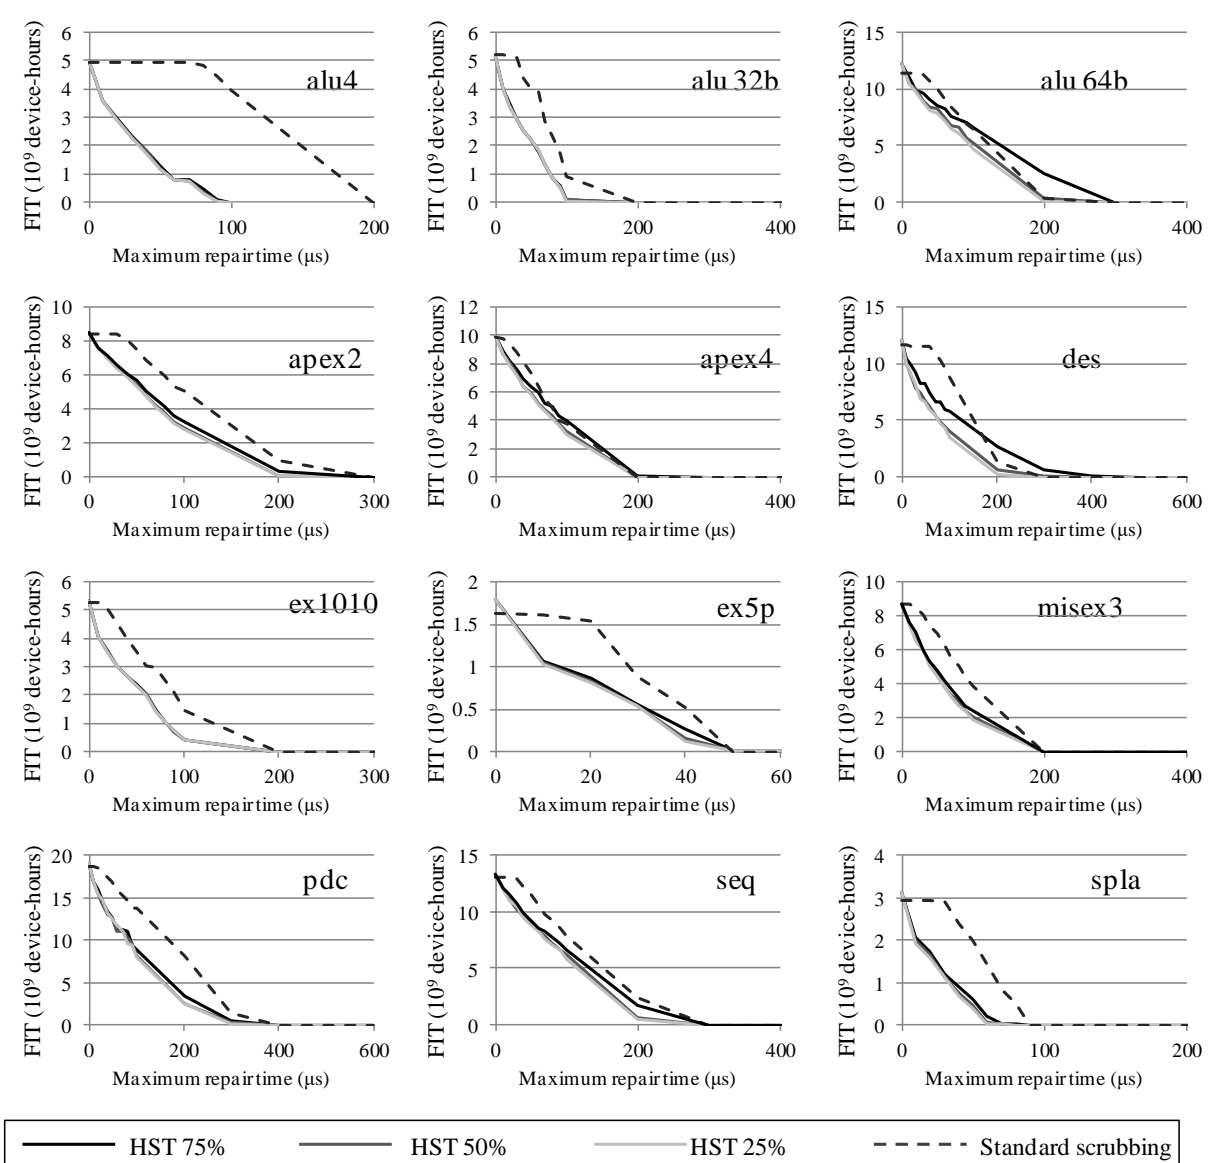 6 5 4 3 2 1 0
FIT (10⁹ device-hours)
alu4
0 100 200
Maximum repair time (μs)
6 5 4 3 2 1 0
FIT (10⁹ device-hours)
alu 32b
0 200 400
Maximum repair time (μs)
15 10 5 0
FIT (10⁹ device-hours)
alu 64b
0 200 400
Maximum repair time (μs)
10 8 6 4 2 0
FIT (10⁹ device-hours)
apex2
0 100 200 300
Maximum repair time (μs)
12 10 8 6 4 2 0
FIT (10⁹ device-hours)
apex4
0 200 400
Maximum repair time (μs)
15 10 5 0
FIT (10⁹ device-hours)
des
0 200 400 600
Maximum repair time (μs)
6 5 4 3 2 1 0
FIT (10⁹ device-hours)
ex1010
0 100 200 300
Maximum repair time (μs)
2 1.5 1 0.5 0
FIT (10⁹ device-hours)
ex5p
0 20 40 60
Maximum repair time (μs)
10 8 6 4 2 0
FIT (10⁹ device-hours)
misex3
0 200 400
Maximum repair time (μs)
20 15 10 5 0
FIT (10⁹ device-hours)
pdc
0 200 400 600
Maximum repair time (μs)
15 10 5 0
FIT (10⁹ device-hours)
seq
0 200 400
Maximum repair time (μs)
4 3 2 1 0
FIT (10⁹ device-hours)
spla
0 100 200
Maximum repair time (μs)
HST 75% HST 50% HST 25% Standard scrubbing